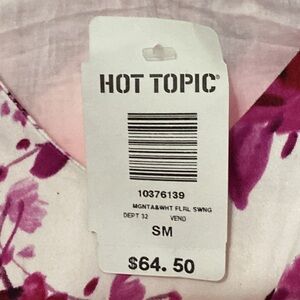 HOT TOPIC®
10376139
MGNTA&WHT FLRL SWNG
DEPT 32 VEND
SM
$64.50